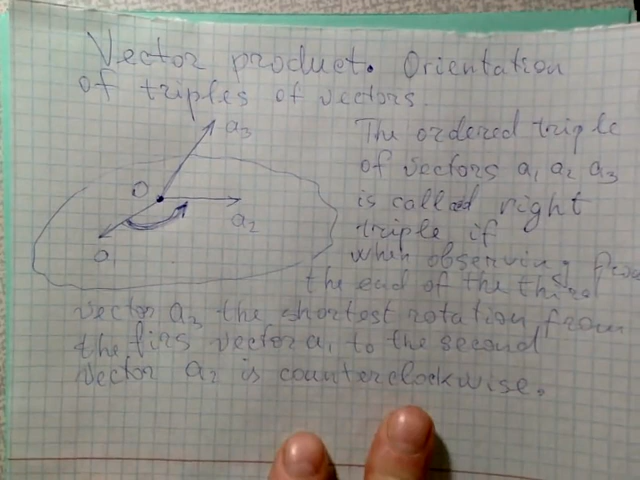 Vector product. Orientation
of triples of vectors.
a3
O
a2
a1
The ordered triple
of vectors a1 a2 a3
is called right
triple if
when observing from
the end of the third
vector a3 the shortest rotation from
the firs vector a1 to the second
vector a2 is counterclockwise.